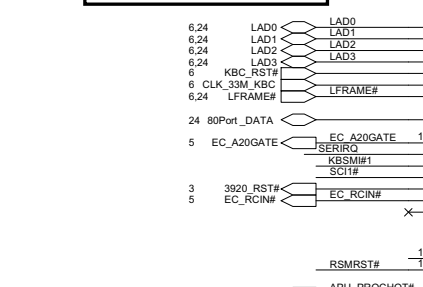 6,24 LAD0 LAD0
6,24 LAD1 LAD1
6,24 LAD2 LAD2
6,24 LAD3 LAD3
6 KBC_RST#
6 CLK_33M_KBC
6,24 LFRAME# LFRAME#
24 80Port_DATA
5 EC_A20GATE EC_A20GATE 1
SERIRQ
KBSMI#1
SCI1#
3 3920_RST#
5 EC_RCIN# EC_RCIN#
1
RSMRST# 1
APU_PROCHOT#